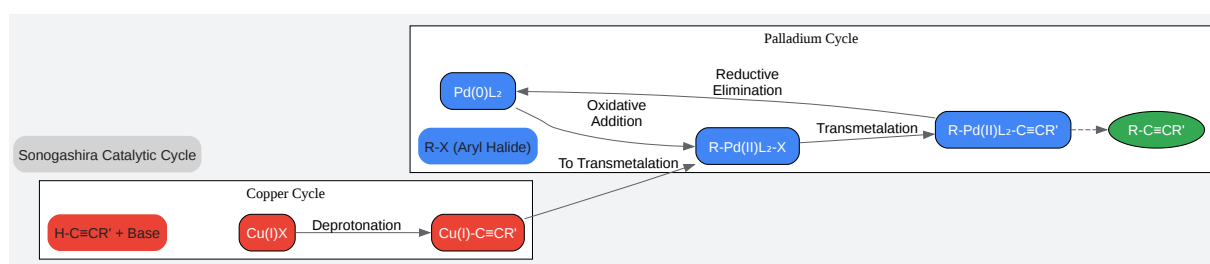 Palladium Cycle
Reductive
Elimination
Pd(0)L₂
Oxidative
Addition
R-Pd(II)L₂-C≡CR'
R-C≡CR'
Transmetalation
R-X (Aryl Halide)
R-Pd(II)L₂-X
Sonogashira Catalytic Cycle
To Transmetalation
Copper Cycle
H-C≡CR' + Base
Cu(I)X
Deprotonation
Cu(I)-C≡CR'